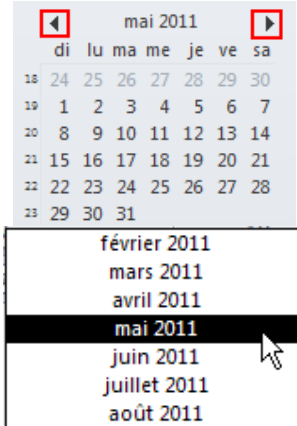 mai 2011
di lu ma me je ve sa
18 24 25 26 27 28 29 30
19 1 2 3 4 5 6 7
20 8 9 10 11 12 13 14
21 15 16 17 18 19 20 21
22 22 23 24 25 26 27 28
23 29 30 31
février 2011
mars 2011
avril 2011
mai 2011
juin 2011
juillet 2011
août 2011